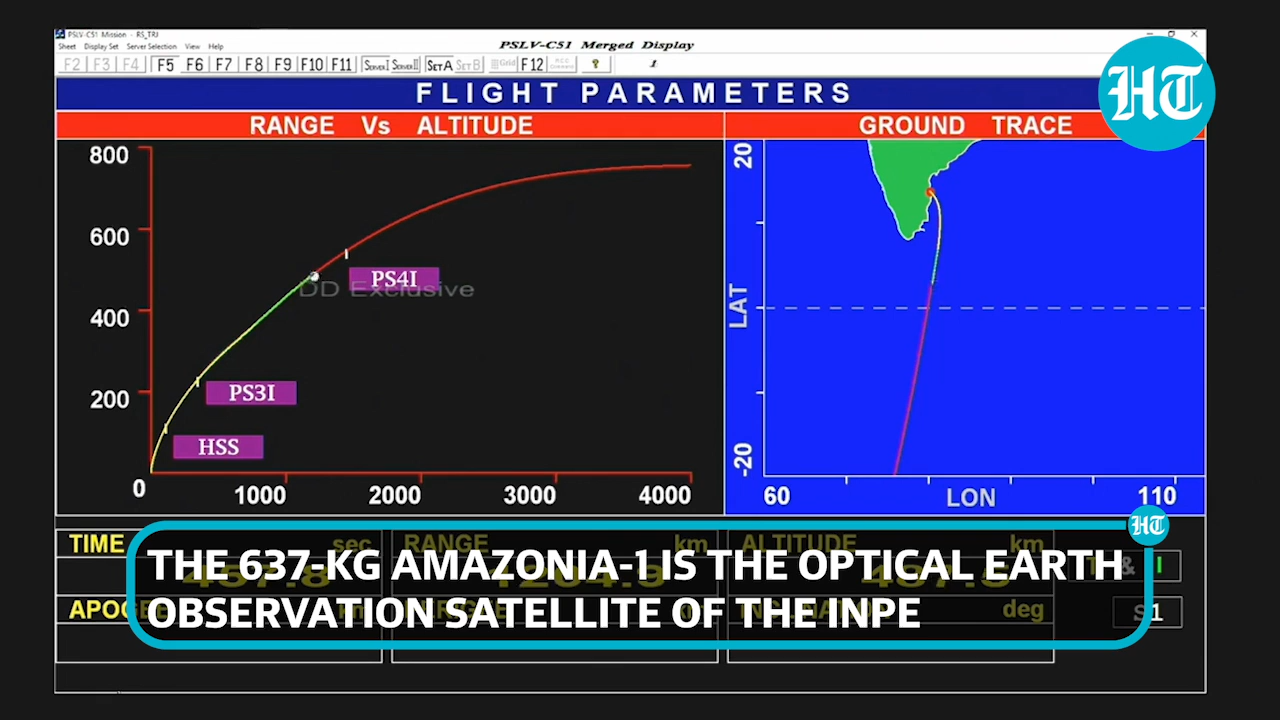 PSLV-C51 Mission - RS_TRJ
Sheet Display Set Server Selection View Help
PSLV-C51 Merged Display
F2 F3 F4 F5 F6 F7 F8 F9 F10 F11 SERVER I SERVER II SET A SET B Grid F12 1
HT
FLIGHT PARAMETERS
RANGE Vs ALTITUDE
GROUND TRACE
800
600
400
200
0
1000 2000 3000 4000
PS4I
DD Exclusive
PS3I
HSS
20
LAT
-20
60 LON 110
TIME sec RANGE km ALTITUDE km
& I
HT
THE 637-KG AMAZONIA-1 IS THE OPTICAL EARTH
OBSERVATION SATELLITE OF THE INPE
deg
S1